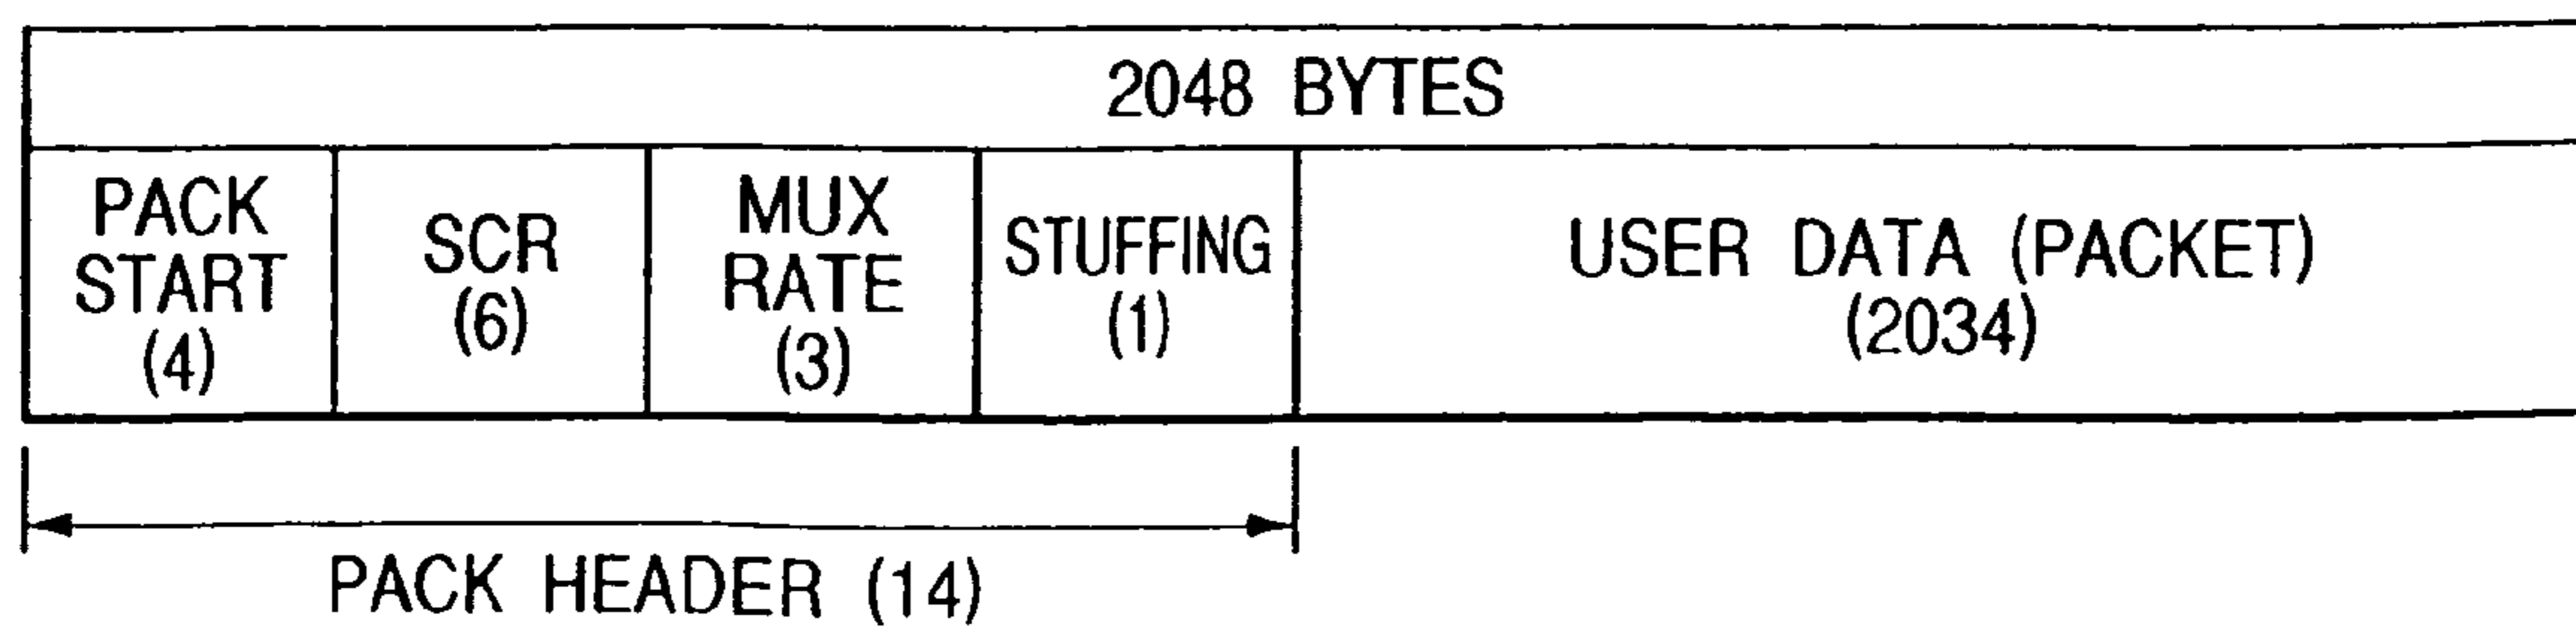 2048 BYTES
PACK
START
(4)
SCR
(6)
MUX
RATE
(3)
STUFFING
(1)
USER DATA (PACKET)
(2034)
PACK HEADER (14)